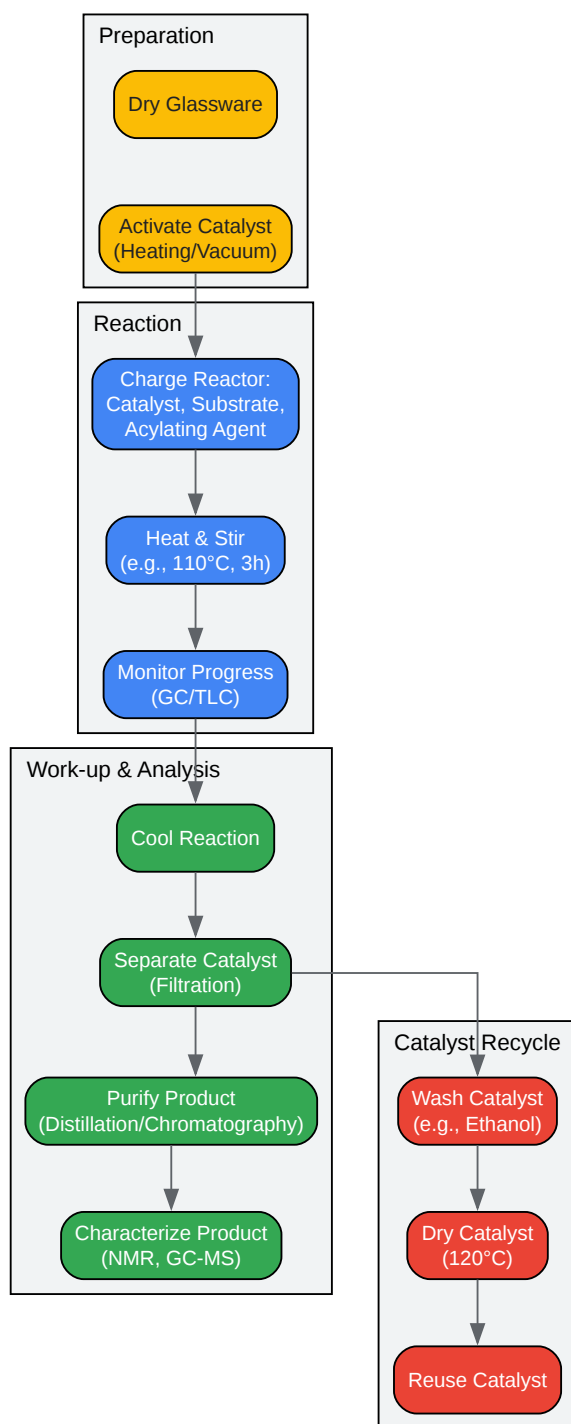 Preparation
Dry Glassware
Activate Catalyst
(Heating/Vacuum)
Reaction
Charge Reactor:
Catalyst, Substrate,
Acylating Agent
Heat & Stir
(e.g., 110°C, 3h)
Monitor Progress
(GC/TLC)
Work-up & Analysis
Cool Reaction
Separate Catalyst
(Filtration)
Purify Product
(Distillation/Chromatography)
Characterize Product
(NMR, GC-MS)
Catalyst Recycle
Wash Catalyst
(e.g., Ethanol)
Dry Catalyst
(120°C)
Reuse Catalyst